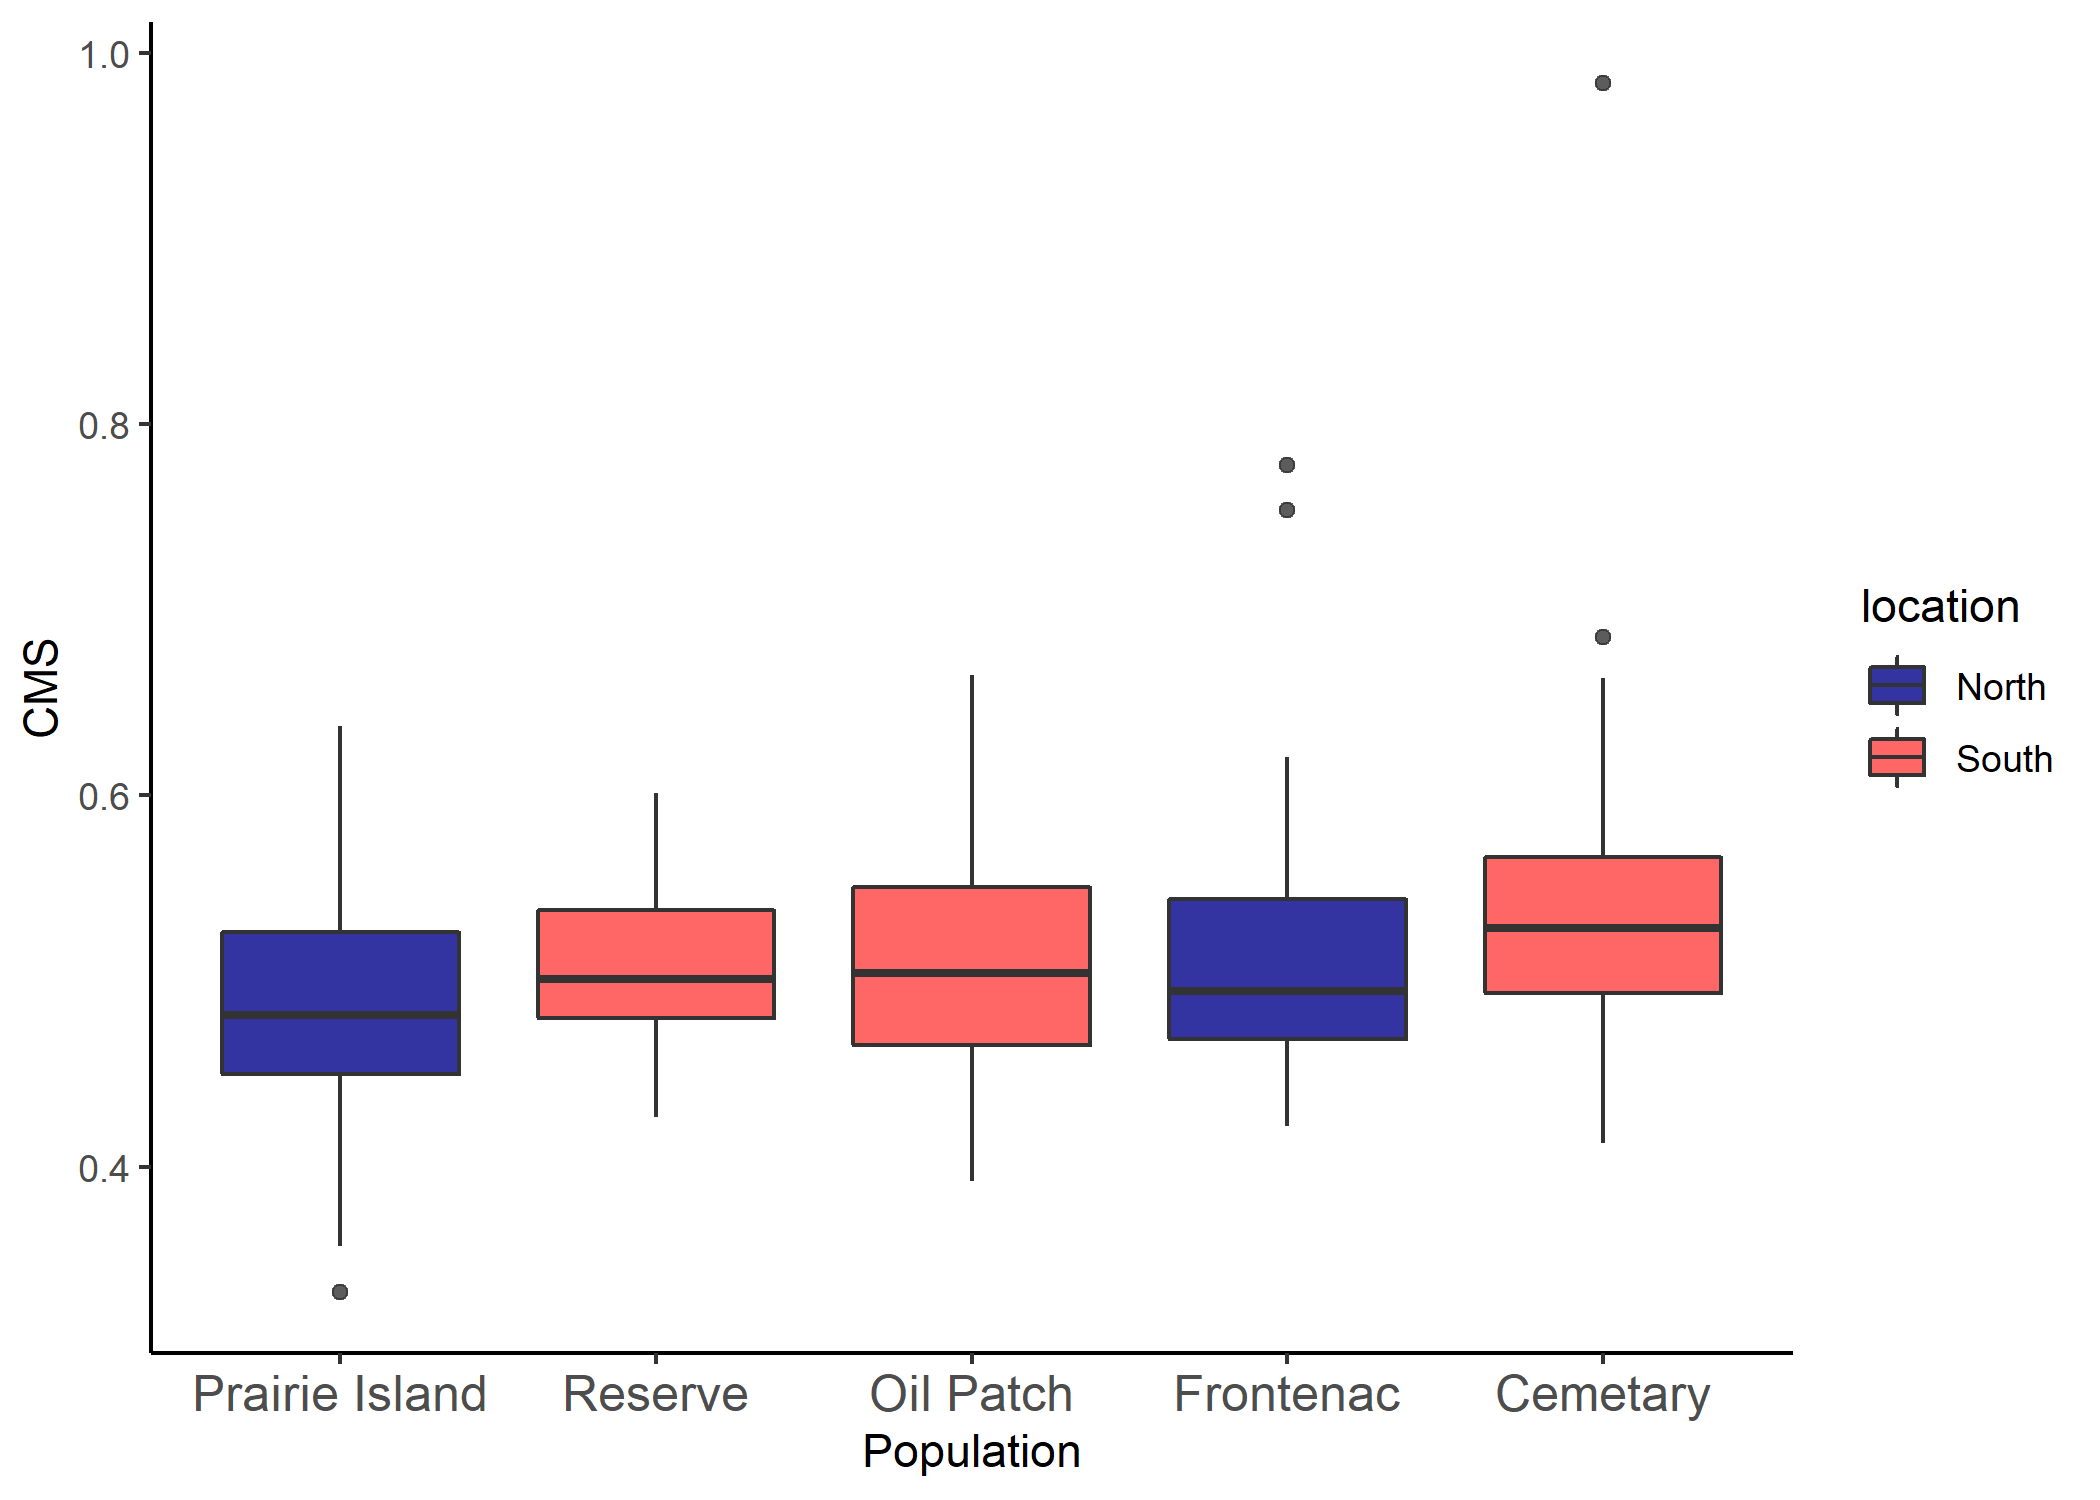 1.0
0.8
0.6
0.4
CMS
Prairie Island
Reserve
Oil Patch
Frontenac
Cemetary
Population
location
North
South